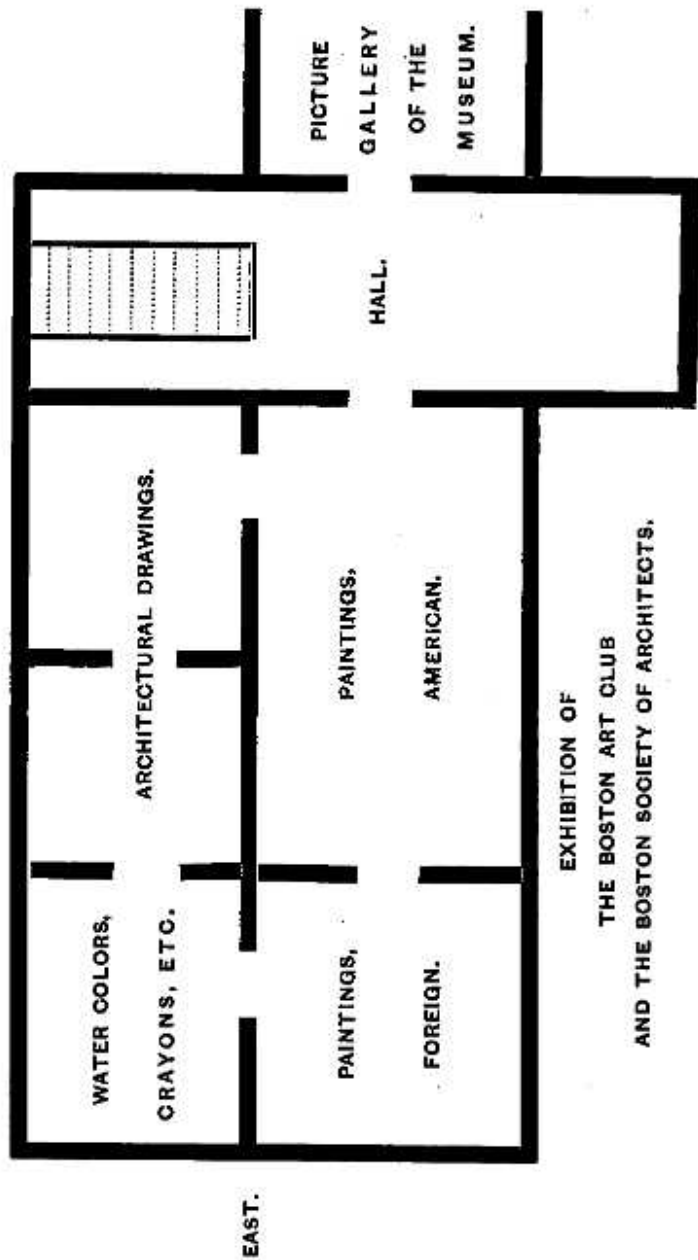 EAST.
WATER COLORS,
CRAYONS, ETC.
ARCHITECTURAL DRAWINGS.
PAINTINGS,
FOREIGN.
PAINTINGS,
AMERICAN.
HALL.
PICTURE
GALLERY
OF THE
MUSEUM.
EXHIBITION OF
THE BOSTON ART CLUB
AND THE BOSTON SOCIETY OF ARCHITECTS.